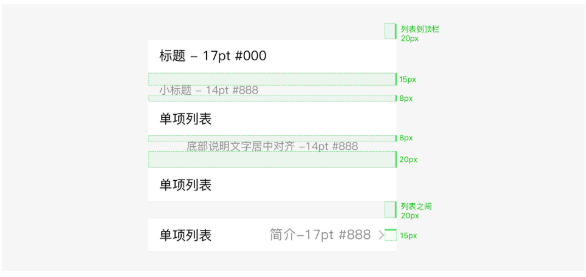 列表到顶栏
20px
标题 – 17pt #000
15px
小标题 – 14pt #888
8px
单项列表
8px
底部说明文字居中对齐 –14pt #888
20px
单项列表
列表之间
20px
单项列表 简介–17pt #888 >
15px